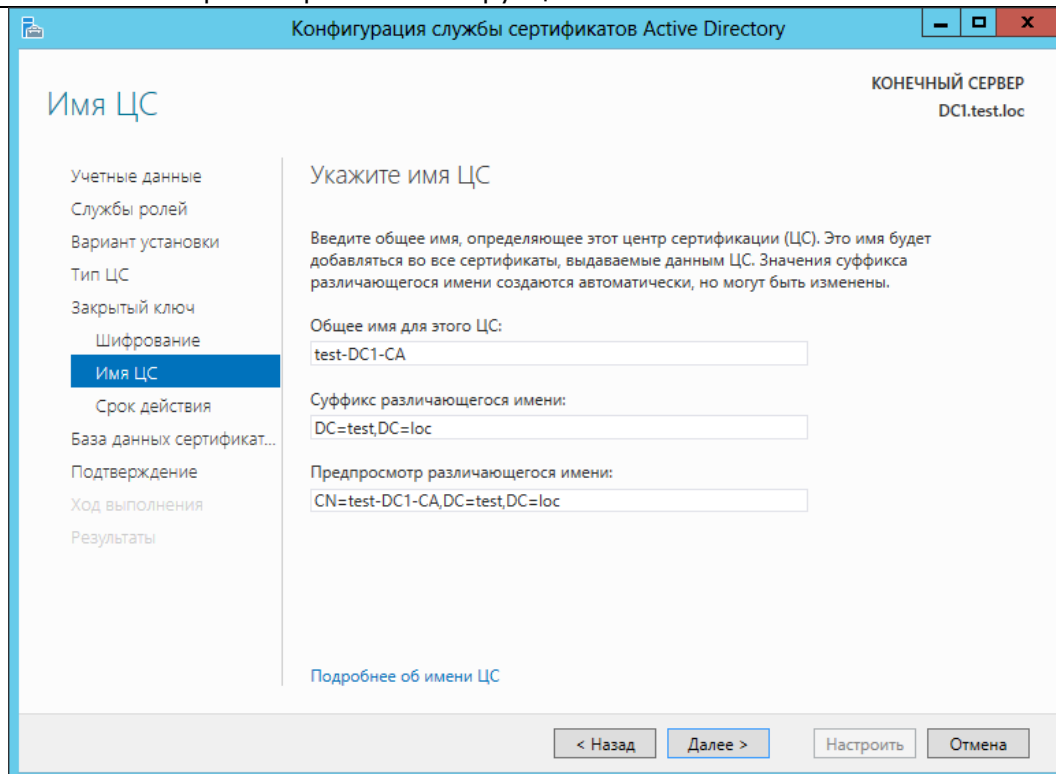 Конфигурация службы сертификатов Active Directory
КОНЕЧНЫЙ СЕРВЕР
DC1.test.loc
Имя ЦС
Учетные данные
Службы ролей
Вариант установки
Тип ЦС
Закрытый ключ
Шифрование
Имя ЦС
Срок действия
База данных сертификат...
Подтверждение
Ход выполнения
Результаты
Укажите имя ЦС
Введите общее имя, определяющее этот центр сертификации (ЦС). Это имя будет
добавляться во все сертификаты, выдаваемые данным ЦС. Значения суффикса
различающегося имени создаются автоматически, но могут быть изменены.
Общее имя для этого ЦС:
test-DC1-CA
Суффикс различающегося имени:
DC=test,DC=loc
Предпросмотр различающегося имени:
CN=test-DC1-CA,DC=test,DC=loc
Подробнее об имени ЦС
< Назад
Далее >
Настроить
Отмена